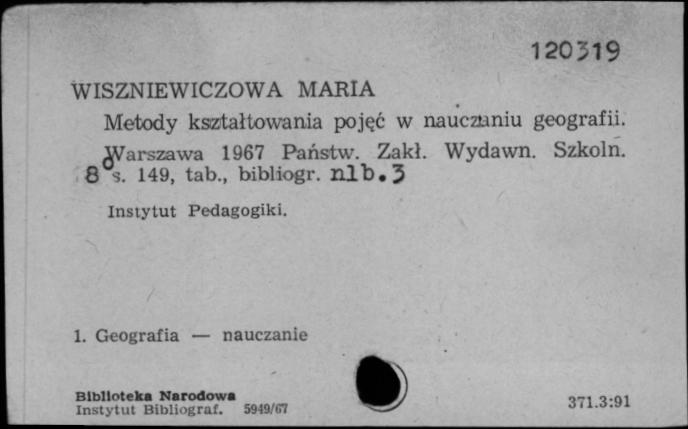 120319
WISZNIEWICZOWA MARIA
Metody kształtowania pojęć w nauczaniu geografii.
Warszawa 1967 Państw. Zakł. Wydawn. Szkoln.
8° s. 149, tab., bibliogr. nlb.3
Instytut Pedagogiki.
1. Geografia — nauczanie
Biblioteka Narodowa
Instytut Bibliograf. 5949/67
371.3:91